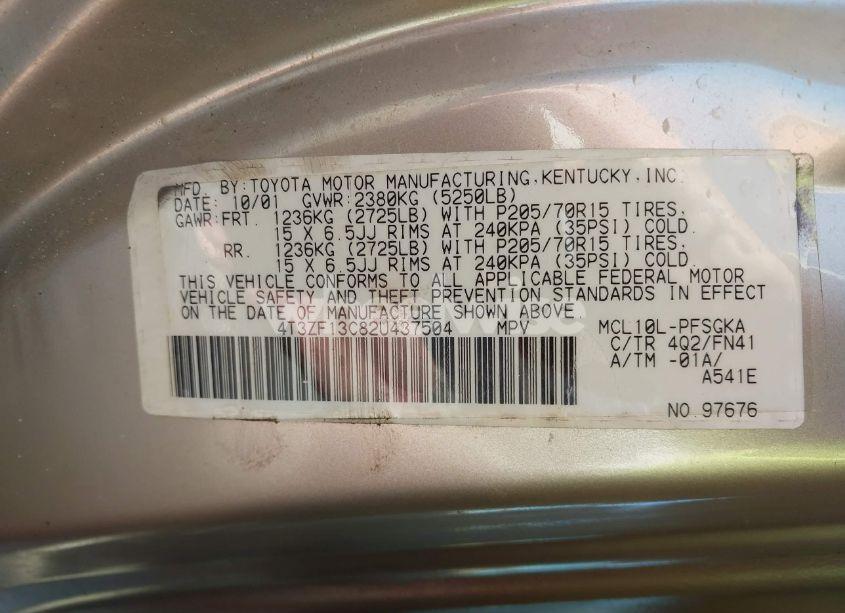 MFD. BY:TOYOTA MOTOR MANUFACTURING,KENTUCKY,INC.
DATE: 10/01 GVWR:2380KG (5250LB)
GAWR:FRT. 1236KG (2725LB) WITH P205/70R15 TIRES,
15 X 6.5JJ RIMS AT 240KPA (35PSI) COLD.
RR. 1236KG (2725LB) WITH P205/70R15 TIRES,
15 X 6.5JJ RIMS AT 240KPA (35PSI) COLD.
THIS VEHICLE CONFORMS TO ALL APPLICABLE FEDERAL MOTOR
VEHICLE SAFETY AND THEFT PREVENTION STANDARDS IN EFFECT
ON THE DATE OF MANUFACTURE SHOWN ABOVE.
4T3ZF13C82U437504 MPV MCL10L-PFSGKA
C/TR 4Q2/FN41
A/TM -01A/
A541E
NO.97676